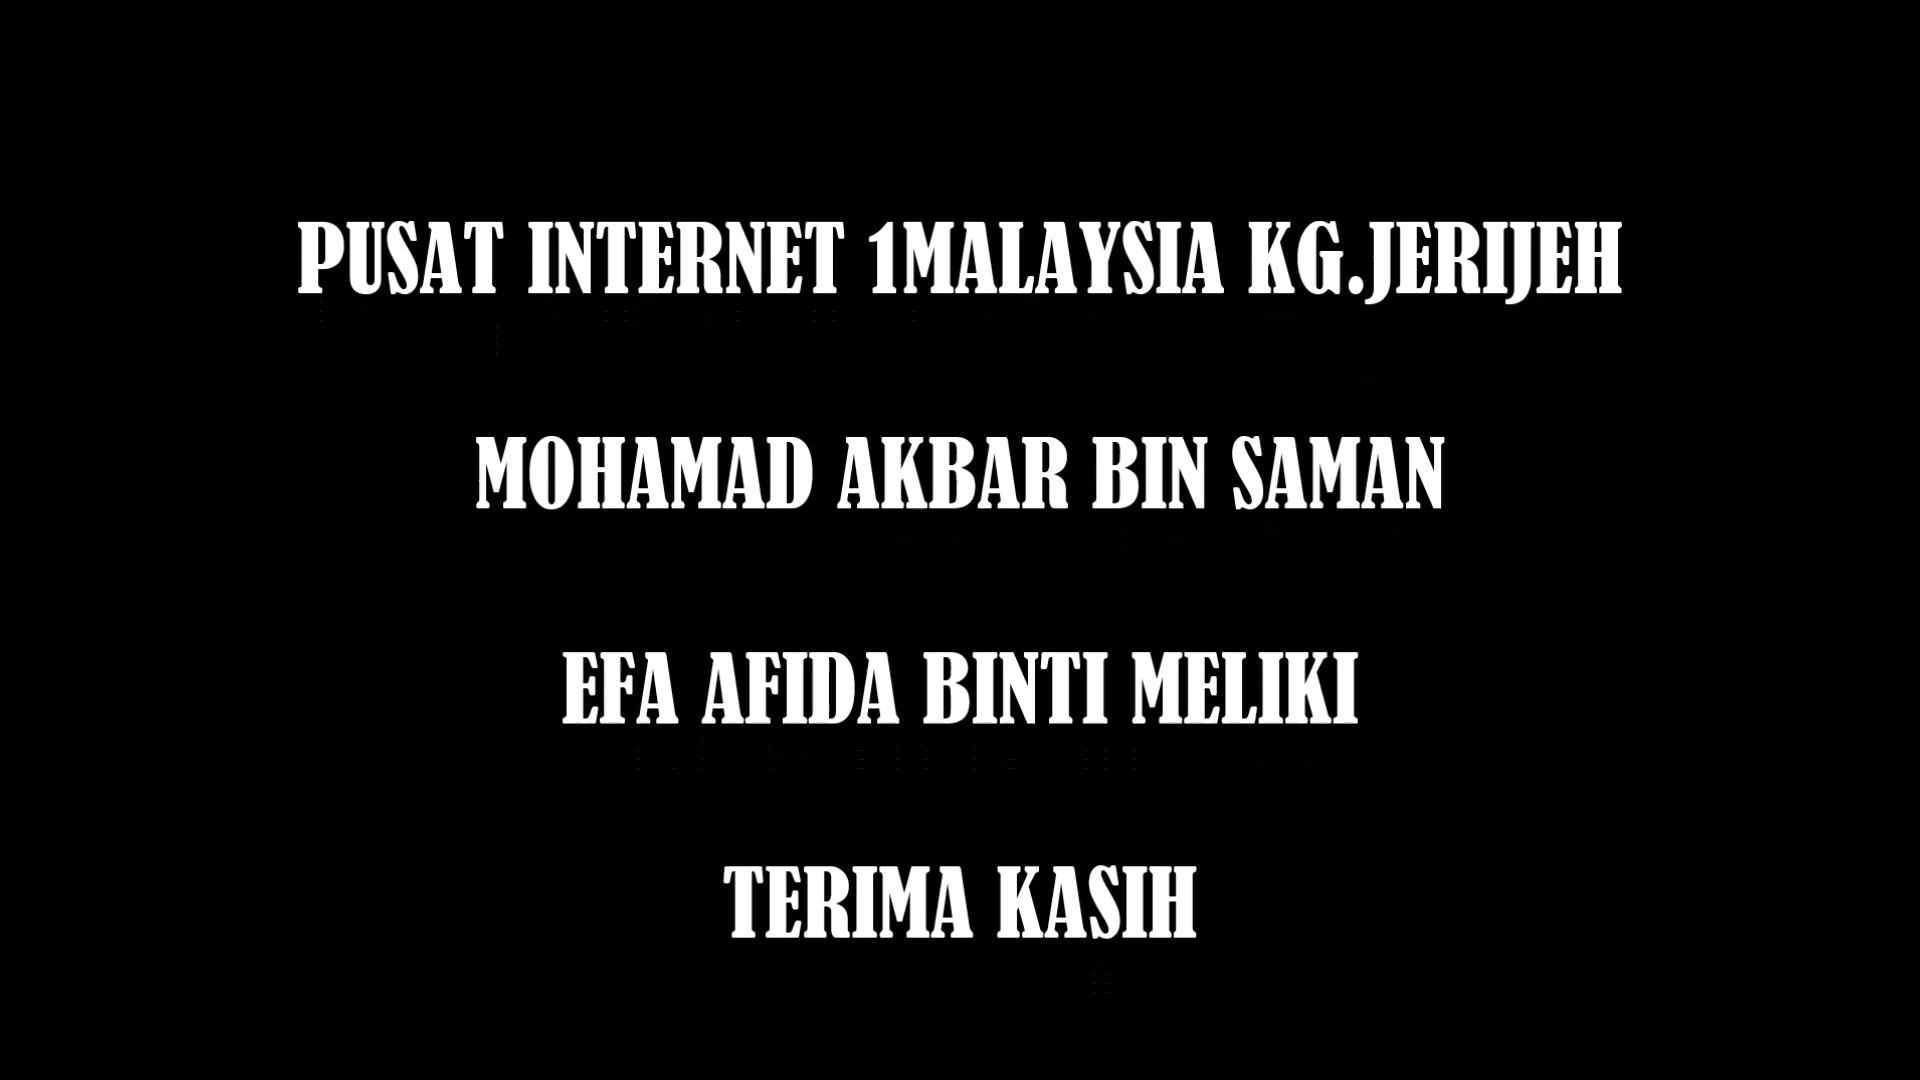 PUSAT INTERNET 1MALAYSIA KG.JERIJEH
MOHAMAD AKBAR BIN SAMAN
EFA AFIDA BINTI MELIKI
TERIMA KASIH